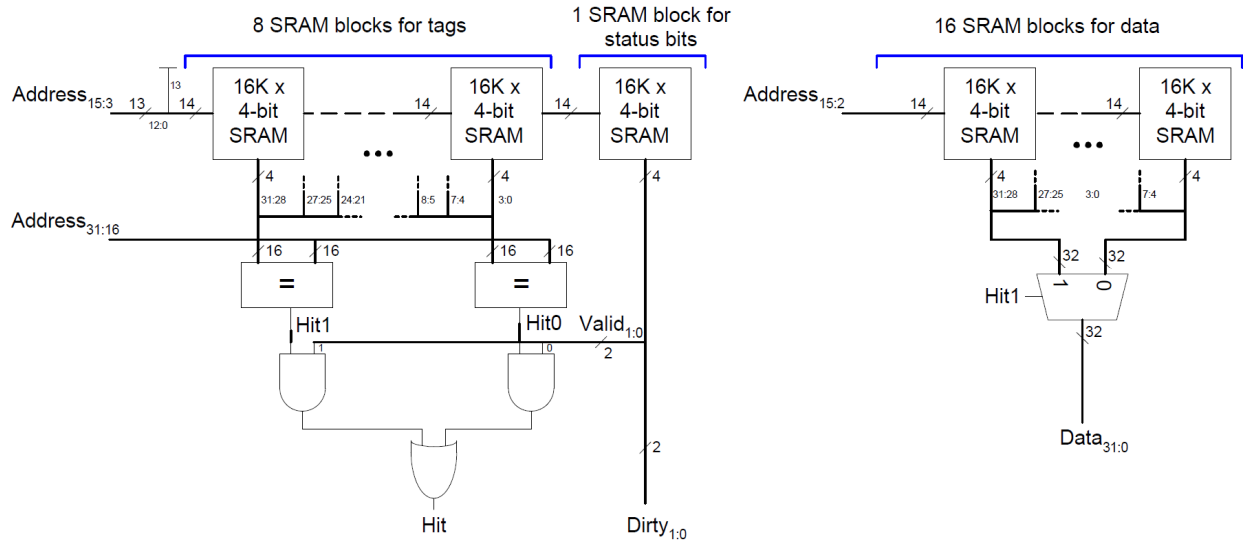 8 SRAM blocks for tags
1 SRAM block for
status bits
16 SRAM blocks for data
Address15:3
13
12:0
13
14
16K x
4-bit
SRAM
14
16K x
4-bit
SRAM
14
16K x
4-bit
SRAM
Address15:2
14
16K x
4-bit
SRAM
14
16K x
4-bit
SRAM
4
4
4
4
4
31:28
27:25
24:21
8:5
7:4
3:0
31:28
27:25
3:0
7:4
Address31:16
16
16
16
16
32
32
=
=
1
0
Hit1
Hit1
Hit0
Valid1:0
32
1
0
2
2
Data31:0
Hit
Dirty1:0